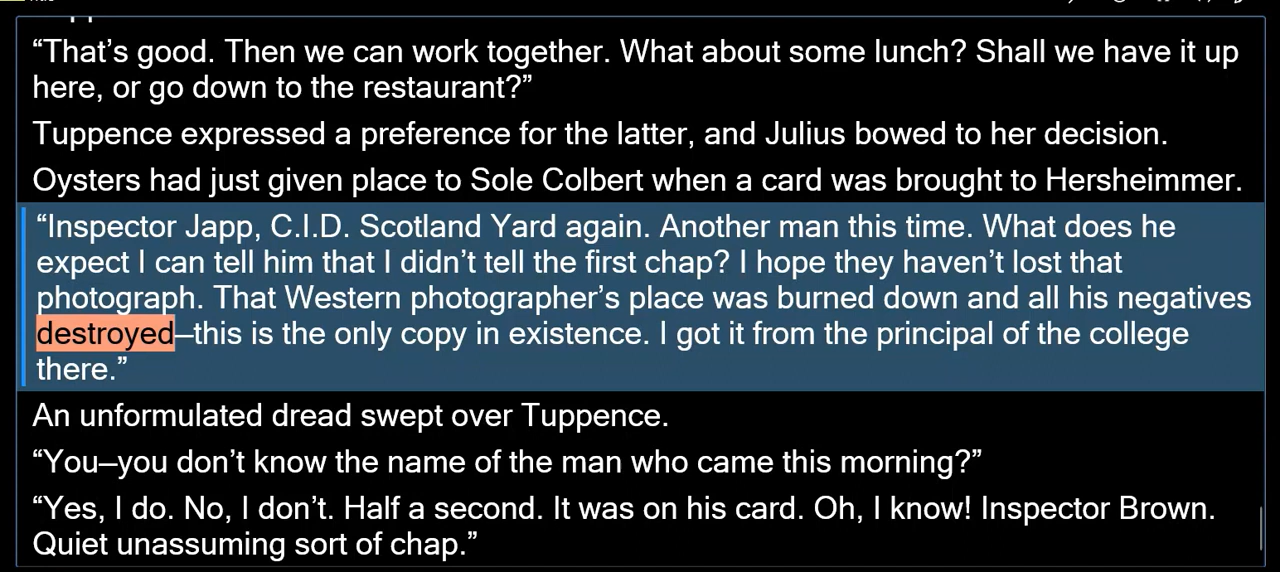 “That’s good. Then we can work together. What about some lunch? Shall we have it up
here, or go down to the restaurant?”
Tuppence expressed a preference for the latter, and Julius bowed to her decision.
Oysters had just given place to Sole Colbert when a card was brought to Hersheimmer.
“Inspector Japp, C.I.D. Scotland Yard again. Another man this time. What does he
expect I can tell him that I didn’t tell the first chap? I hope they haven’t lost that
photograph. That Western photographer’s place was burned down and all his negatives
destroyed—this is the only copy in existence. I got it from the principal of the college
there.”
An unformulated dread swept over Tuppence.
“You—you don’t know the name of the man who came this morning?”
“Yes, I do. No, I don’t. Half a second. It was on his card. Oh, I know! Inspector Brown.
Quiet unassuming sort of chap.”